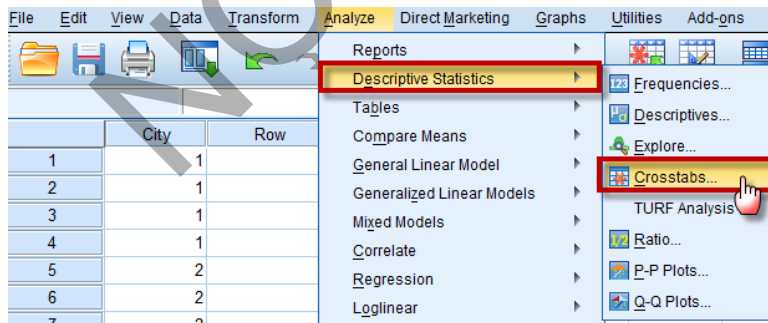 File Edit View Data Transform Analyze Direct Marketing Graphs Utilities Add-ons
Reports
Descriptive Statistics
Tables
Compare Means
General Linear Model
Generalized Linear Models
Mixed Models
Correlate
Regression
Loglinear
Frequencies...
Descriptives...
Explore...
Crosstabs...
TURF Analysis
Ratio...
P-P Plots...
Q-Q Plots...
City Row
1 1
2 1
3 1
4 1
5 2
6 2
7 2